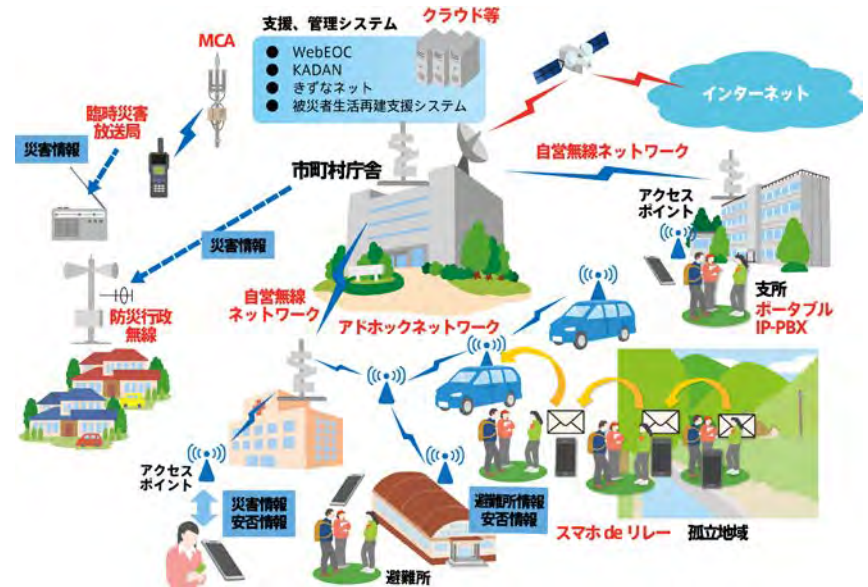 支援、管理システム
クラウド等
● WebEOC
● KADAN
● きずなネット
● 被災者生活再建支援システム
MCA
インターネット
臨時災害
放送局
災害情報
自営無線ネットワーク
市町村庁舎
アクセス
ポイント
災害情報
支所
ポータブル
IP-PBX
自営無線
ネットワーク
アドホックネットワーク
防災行政
無線
アクセス
ポイント
災害情報
安否情報
避難所情報
安否情報
避難所
スマホ de リレー
孤立地域